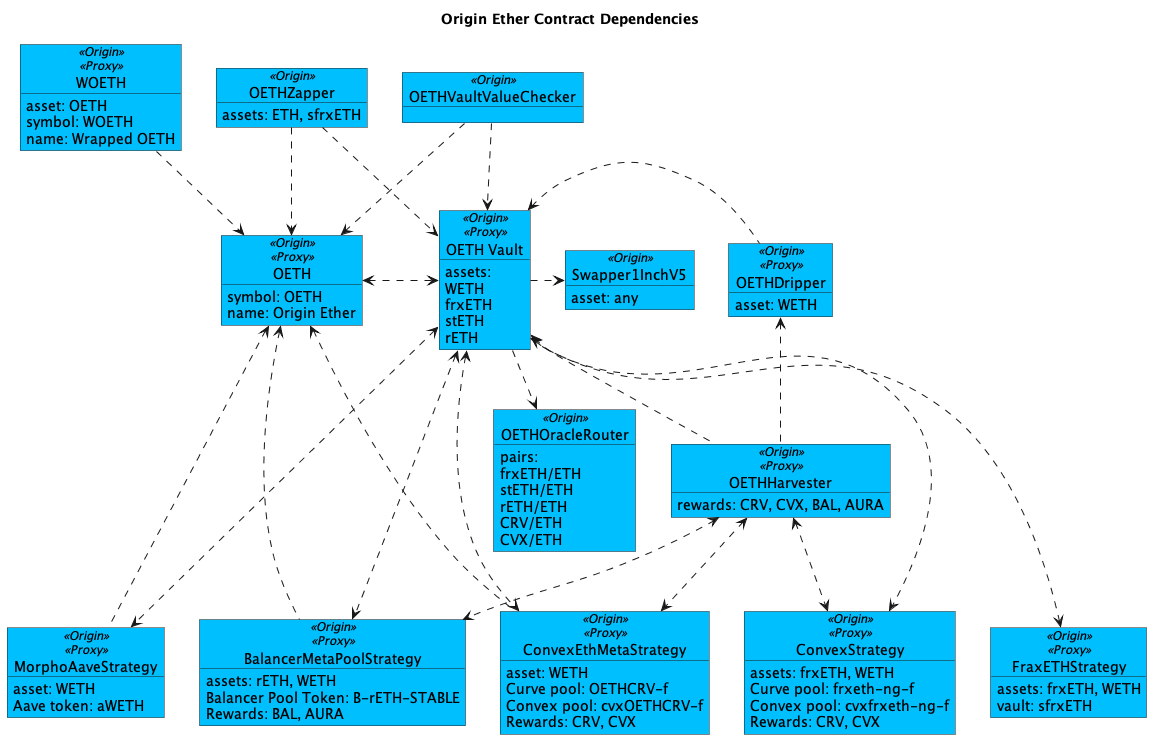 Origin Ether Contract Dependencies
«Origin»
«Proxy»
WOETH
asset: OETH
symbol: WOETH
name: Wrapped OETH
«Origin»
OETHZapper
assets: ETH, sfrxETH
«Origin»
OETHVaultValueChecker
«Origin»
«Proxy»
OETH
symbol: OETH
name: Origin Ether
«Origin»
«Proxy»
OETH Vault
assets:
WETH
frxETH
stETH
rETH
«Origin»
Swapper1InchV5
asset: any
«Origin»
«Proxy»
OETHDripper
asset: WETH
«Origin»
OETHOracleRouter
pairs:
frxETH/ETH
stETH/ETH
rETH/ETH
CRV/ETH
CVX/ETH
«Origin»
«Proxy»
OETHHarvester
rewards: CRV, CVX, BAL, AURA
«Origin»
«Proxy»
MorphoAaveStrategy
asset: WETH
Aave token: aWETH
«Origin»
«Proxy»
BalancerMetaPoolStrategy
assets: rETH, WETH
Balancer Pool Token: B-rETH-STABLE
Rewards: BAL, AURA
«Origin»
«Proxy»
ConvexEthMetaStrategy
asset: WETH
Curve pool: OETHCRV-f
Convex pool: cvxOETHCRV-f
Rewards: CRV, CVX
«Origin»
«Proxy»
ConvexStrategy
assets: frxETH, WETH
Curve pool: frxeth-ng-f
Convex pool: cvxfrxeth-ng-f
Rewards: CRV, CVX
«Origin»
«Proxy»
FraxETHStrategy
assets: frxETH, WETH
vault: sfrxETH